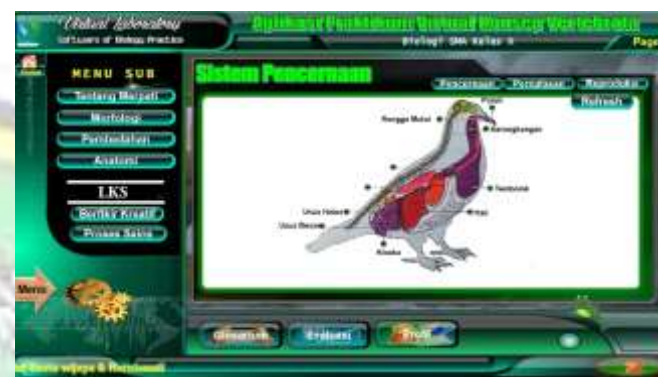 Virtual Laboratory
Software of Biology Practice
Aplikasi Praktikum Virtual Konsep Vertebrata
Biologi SMA Kelas X
Page
MENU SUB
Tentang Merpati
Morfologi
Pembedahan
Anatomi
LKS
Berfikir Kreatif
Proses Sains
Menu
Sistem Pencernaan
Pencernaan
Pernafasan
Reproduksi
Refresh
Rongga Mulut
Kerongkongan
Tembolok
Hati
Usus Halus
Usus Besar
Kloaka
Glosarium
Evaluasi
Profil